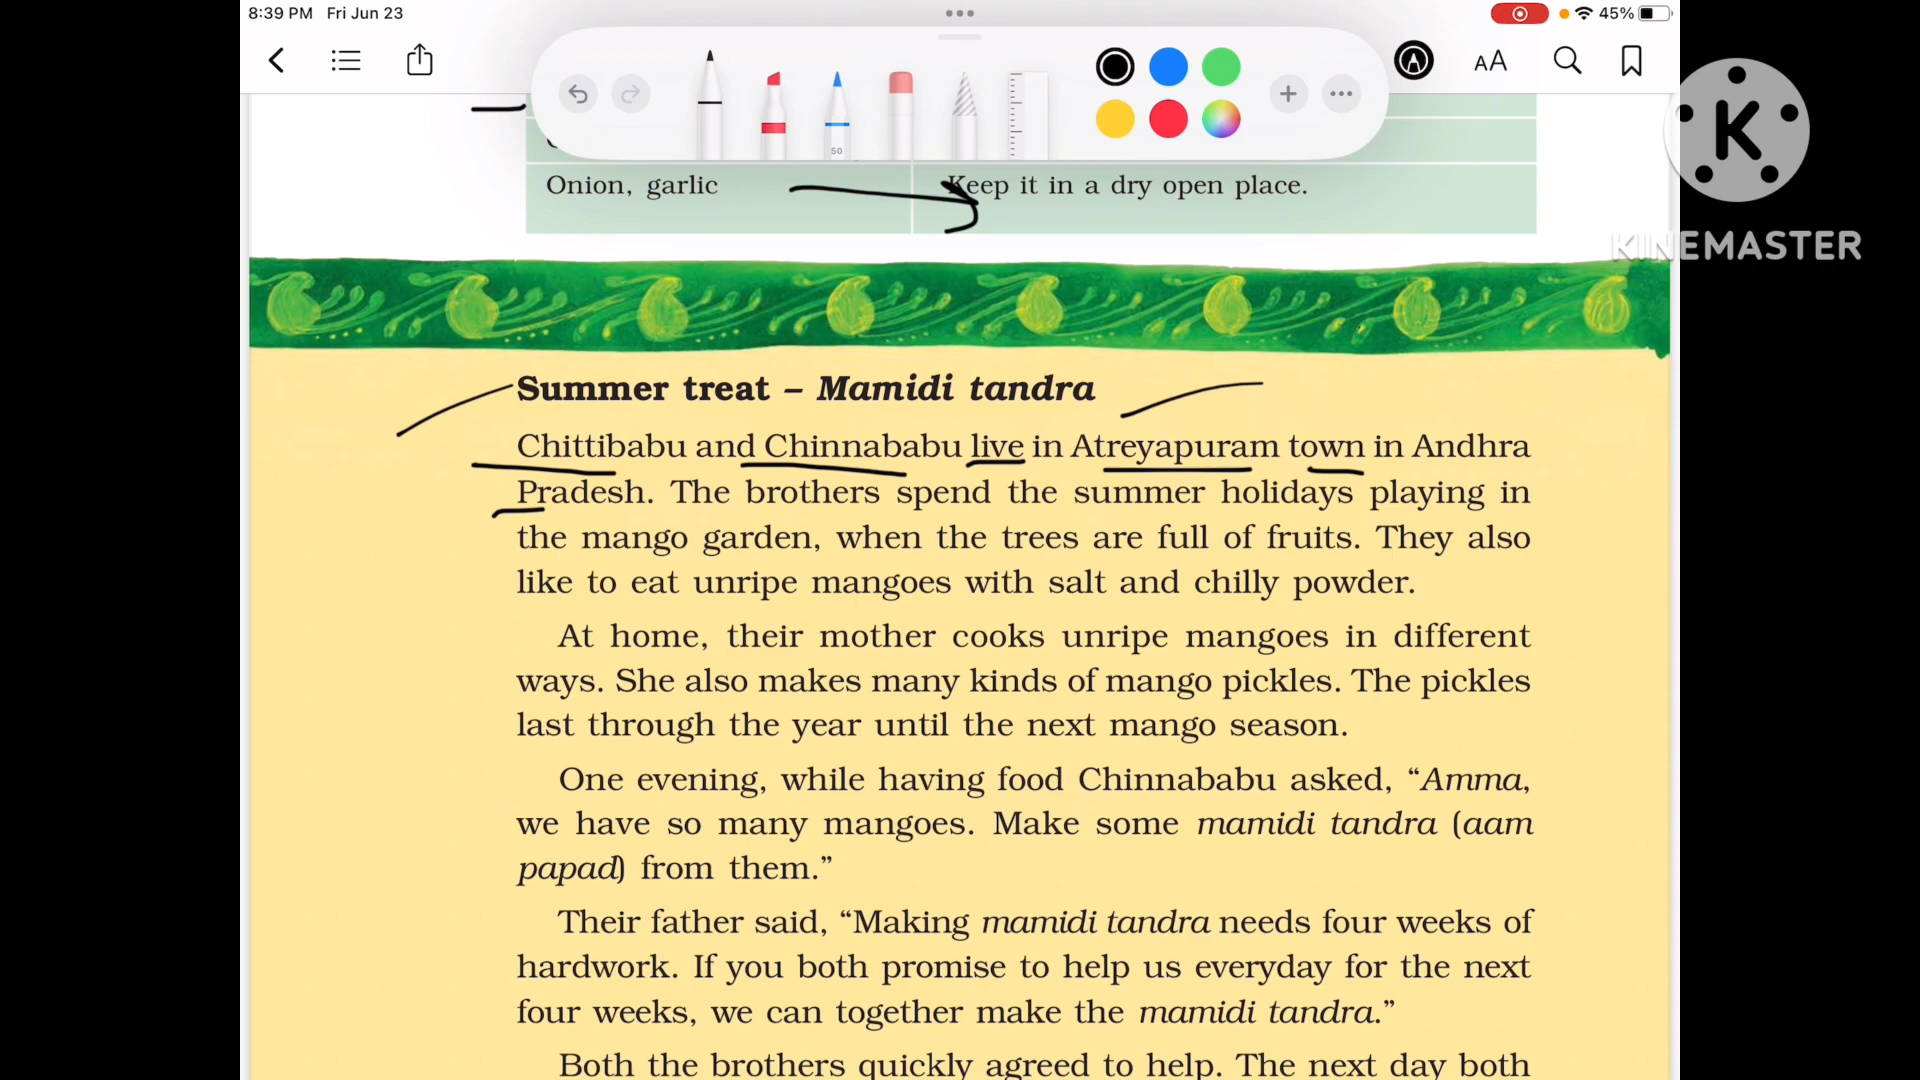 8:39 PM Fri Jun 23
45%
AA
50
K
KINEMASTER
Onion, garlic
Keep it in a dry open place.
Summer treat – Mamidi tandra
Chittibabu and Chinnababu live in Atreyapuram town in Andhra
Pradesh. The brothers spend the summer holidays playing in
the mango garden, when the trees are full of fruits. They also
like to eat unripe mangoes with salt and chilly powder.
At home, their mother cooks unripe mangoes in different
ways. She also makes many kinds of mango pickles. The pickles
last through the year until the next mango season.
One evening, while having food Chinnababu asked, “Amma,
we have so many mangoes. Make some mamidi tandra (aam
papad) from them.”
Their father said, “Making mamidi tandra needs four weeks of
hardwork. If you both promise to help us everyday for the next
four weeks, we can together make the mamidi tandra.”
Both the brothers quickly agreed to help. The next day both